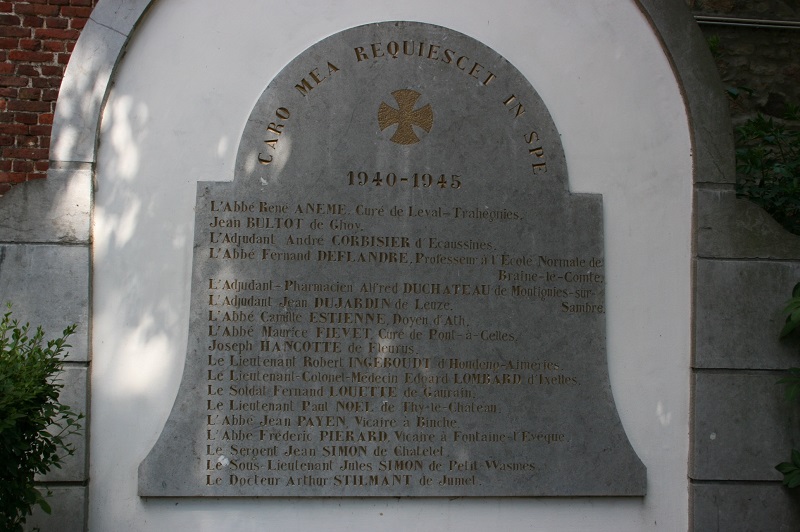 CARO MEA REQUIESCET IN SPE
1940-1945
L'Abbé René ANEME, Curé de Leval-Trahegnies.
Jean BULTOT de Ghoy.
L'Adjudant André CORBISIER d'Ecaussines.
L'Abbé Fernand DEFLANDRE, Professeur à l'École Normale de
Braine-le-Comte.
L'Adjudant-Pharmacien Alfred DUCHATEAU de Montignies-sur-
Sambre.
L'Adjudant Jean DUJARDIN de Leuze.
L'Abbé Camille ESTIENNE, Doyen d'Ath.
L'Abbé Maurice FIEVET, Curé de Pont-à-Celles.
Joseph HANCOTTE de Fleurus.
Le Lieutenant Robert INGEBOUDT d'Houdeng-Aimeries.
Le Lieutenant-Colonel-Médecin Edgard LOMBARD d'Ixelles.
Le Soldat Fernand LOUETTE de Gaurain.
Le Lieutenant Paul NOEL de Thy-le-Chateau.
L'Abbé Jean PAYEN, Vicaire à Binche.
L'Abbé Fréderic PIERARD, Vicaire à Fontaine-l'Eveque.
Le Sergent Jean SIMON de Chatelet.
Le Sous-Lieutenant Jules SIMON de Petit-Wasmes.
Le Docteur Arthur STILMANT de Jumet.